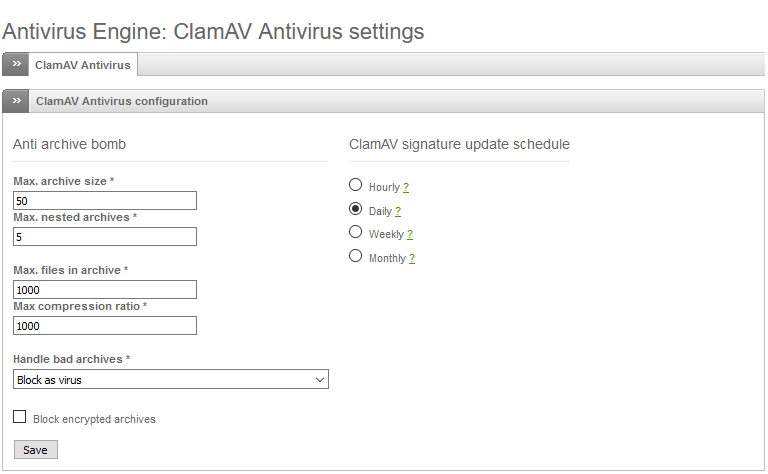 Antivirus Engine: ClamAV Antivirus settings
» ClamAV Antivirus
» ClamAV Antivirus configuration
Anti archive bomb
Max. archive size *
50
Max. nested archives *
5
Max. files in archive *
1000
Max compression ratio *
1000
Handle bad archives *
Block as virus
Block encrypted archives
Save
ClamAV signature update schedule
Hourly ?
Daily ?
Weekly ?
Monthly ?